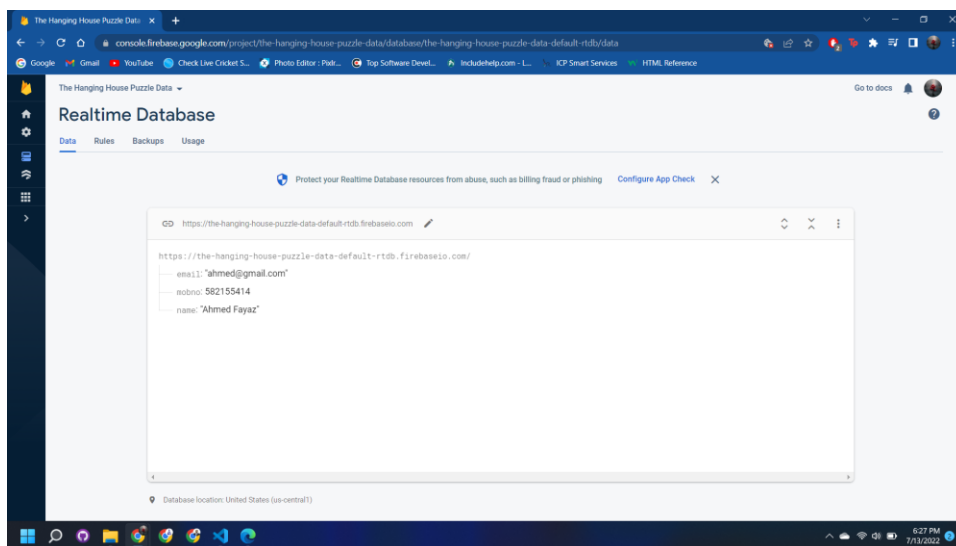 The Hanging House Puzzle Data
console.firebase.google.com/project/the-hanging-house-puzzle-data/database/the-hanging-house-puzzle-data-default-rtdb/data
Google Gmail YouTube Check Live Cricket S... Photo Editor : Pixlr... Top Software Devel... Includehelp.com - L... ICP Smart Services HTML Reference
The Hanging House Puzzle Data Go to docs
Realtime Database
Data Rules Backups Usage
Protect your Realtime Database resources from abuse, such as billing fraud or phishing Configure App Check
https://the-hanging-house-puzzle-data-default-rtdb.firebaseio.com
https://the-hanging-house-puzzle-data-default-rtdb.firebaseio.com/
email: "ahmed@gmail.com"
mobno: 582155414
name: "Ahmed Fayaz"
Database location: United States (us-central1)
6:27 PM
7/13/2022